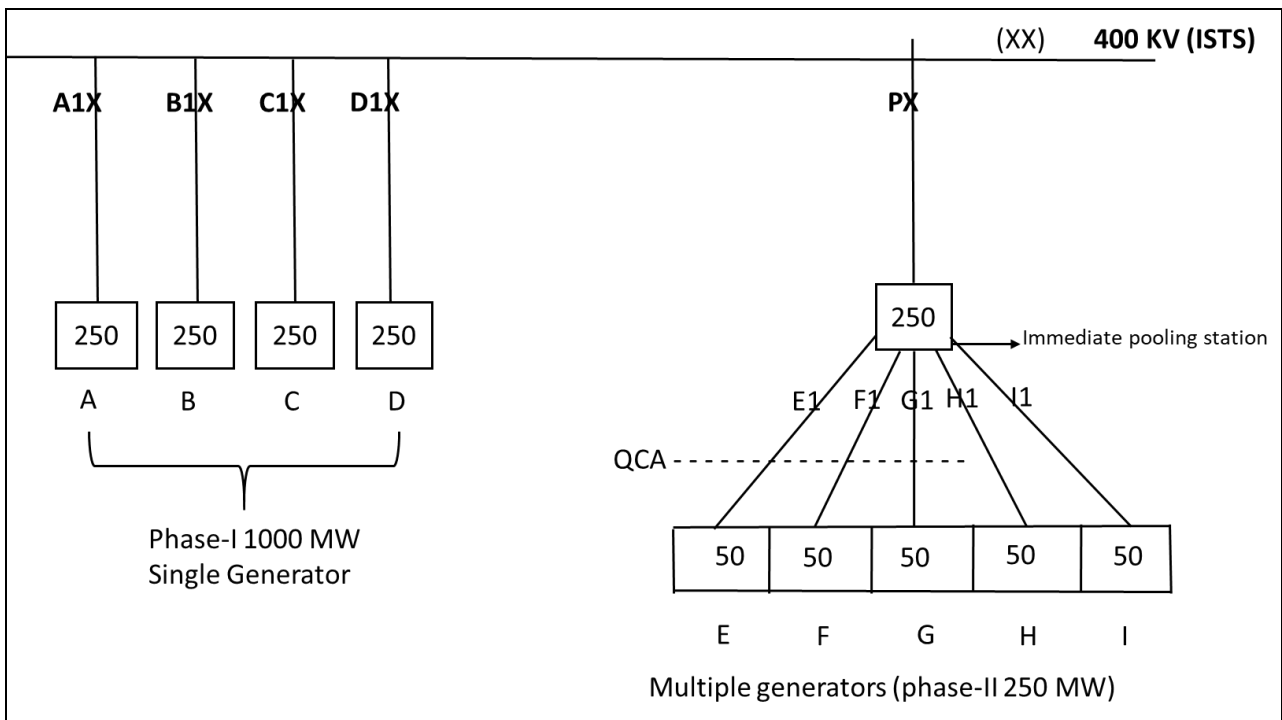 (XX) 400 KV (ISTS)
A1X B1X C1X D1X PX
250 250 250 250 250
Immediate pooling station
A B C D
E1 F1 G1 H1 I1
QCA
Phase-I 1000 MW
Single Generator
50 50 50 50 50
E F G H I
Multiple generators (phase-II 250 MW)